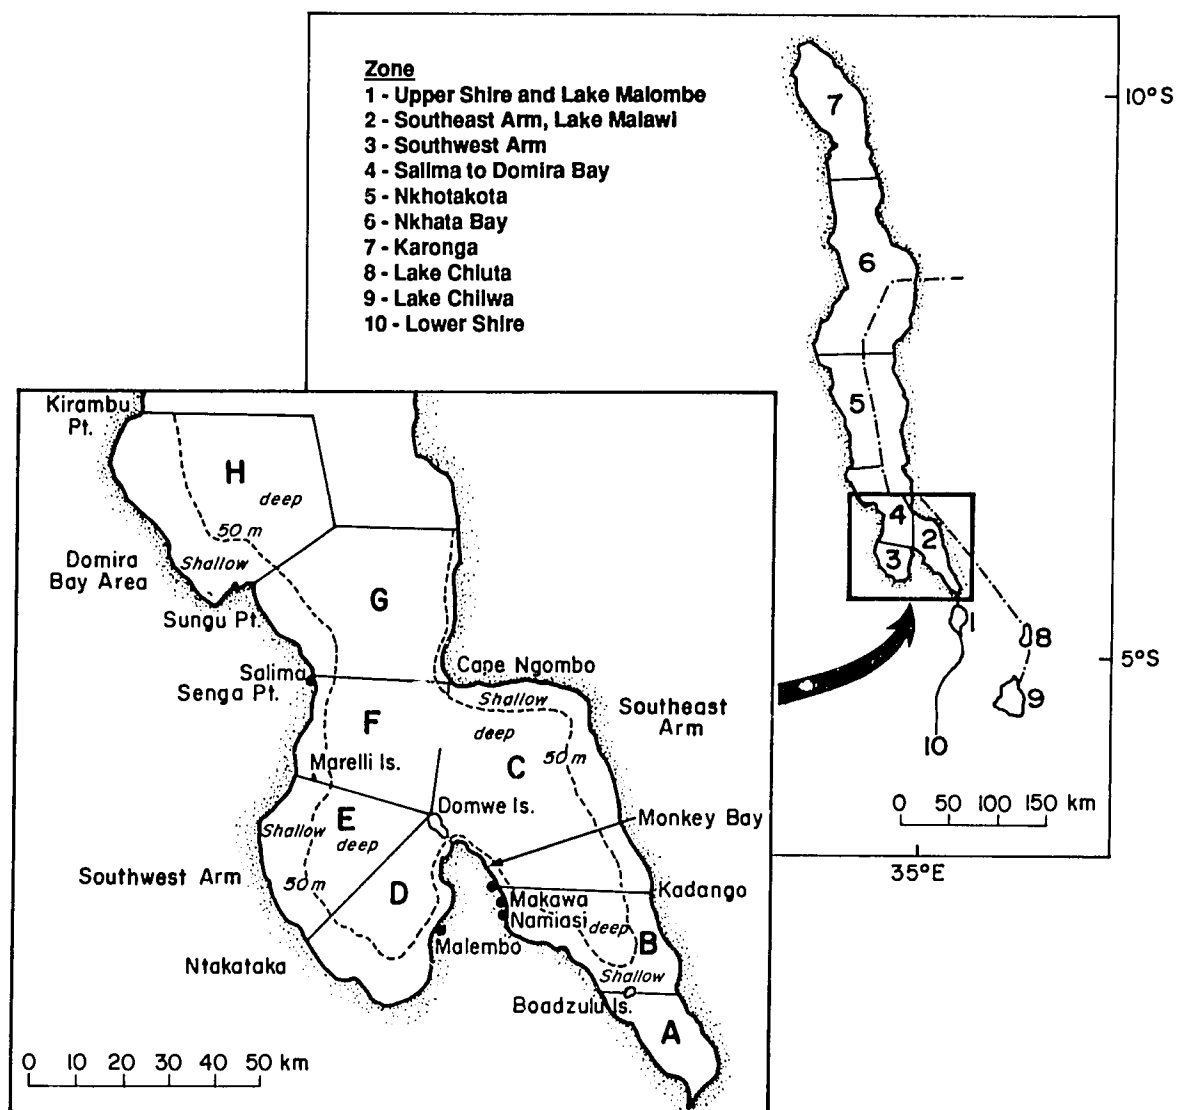 Zone
1 - Upper Shire and Lake Malombe
2 - Southeast Arm, Lake Malawi
3 - Southwest Arm
4 - Salima to Domira Bay
5 - Nkhotakota
6 - Nkhata Bay
7 - Karonga
8 - Lake Chiuta
9 - Lake Chilwa
10 - Lower Shire
7
10°S
6
5
4
2
3
1
8
5°S
9
10
0 50 100 150 km
35°E
Kirambu
Pt.
H
deep
50 m
Shallow
Domira
Bay Area
Sungu Pt.
G
Salima
Senga Pt.
Cape Ngombo
Shallow
Southeast
Arm
deep
F
50 m
C
Marelli Is.
Domwe Is.
Monkey Bay
E
Shallow
deep
Southwest Arm
50 m
D
Kadango
Makawa
Namiasi
deep
B
Malembo
Ntakataka
Shallow
Boadzulu Is.
A
0 10 20 30 40 50 km